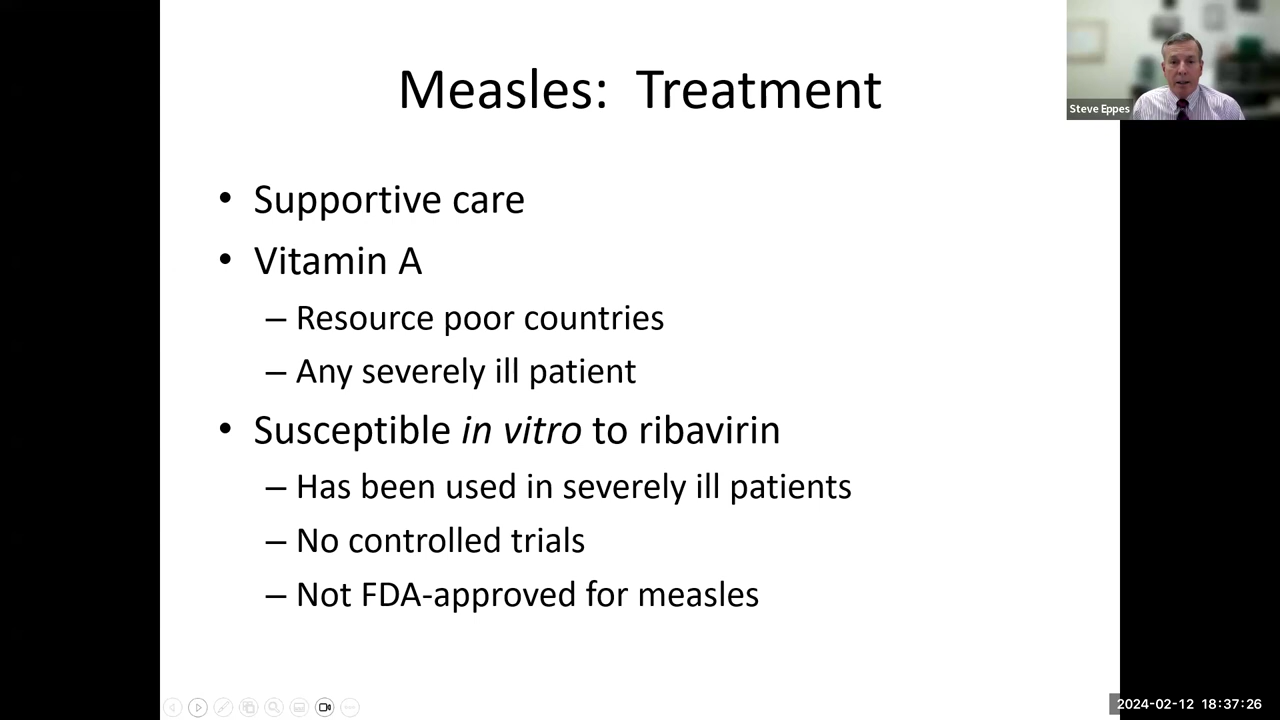 Measles: Treatment
Steve Eppes
• Supportive care
• Vitamin A
– Resource poor countries
– Any severely ill patient
• Susceptible in vitro to ribavirin
– Has been used in severely ill patients
– No controlled trials
– Not FDA-approved for measles
2024-02-12 18:37:26